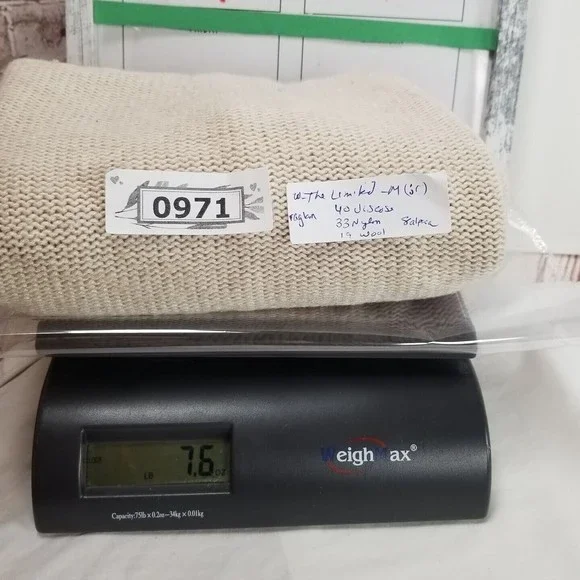 0971
The Limited - M
raglan 40 viscose
33 Nylon 8 alpaca
19 wool
7.6
LB OZ
WeighMax®
Capacity:75lb x 0.2oz-34kg x 0.01kg